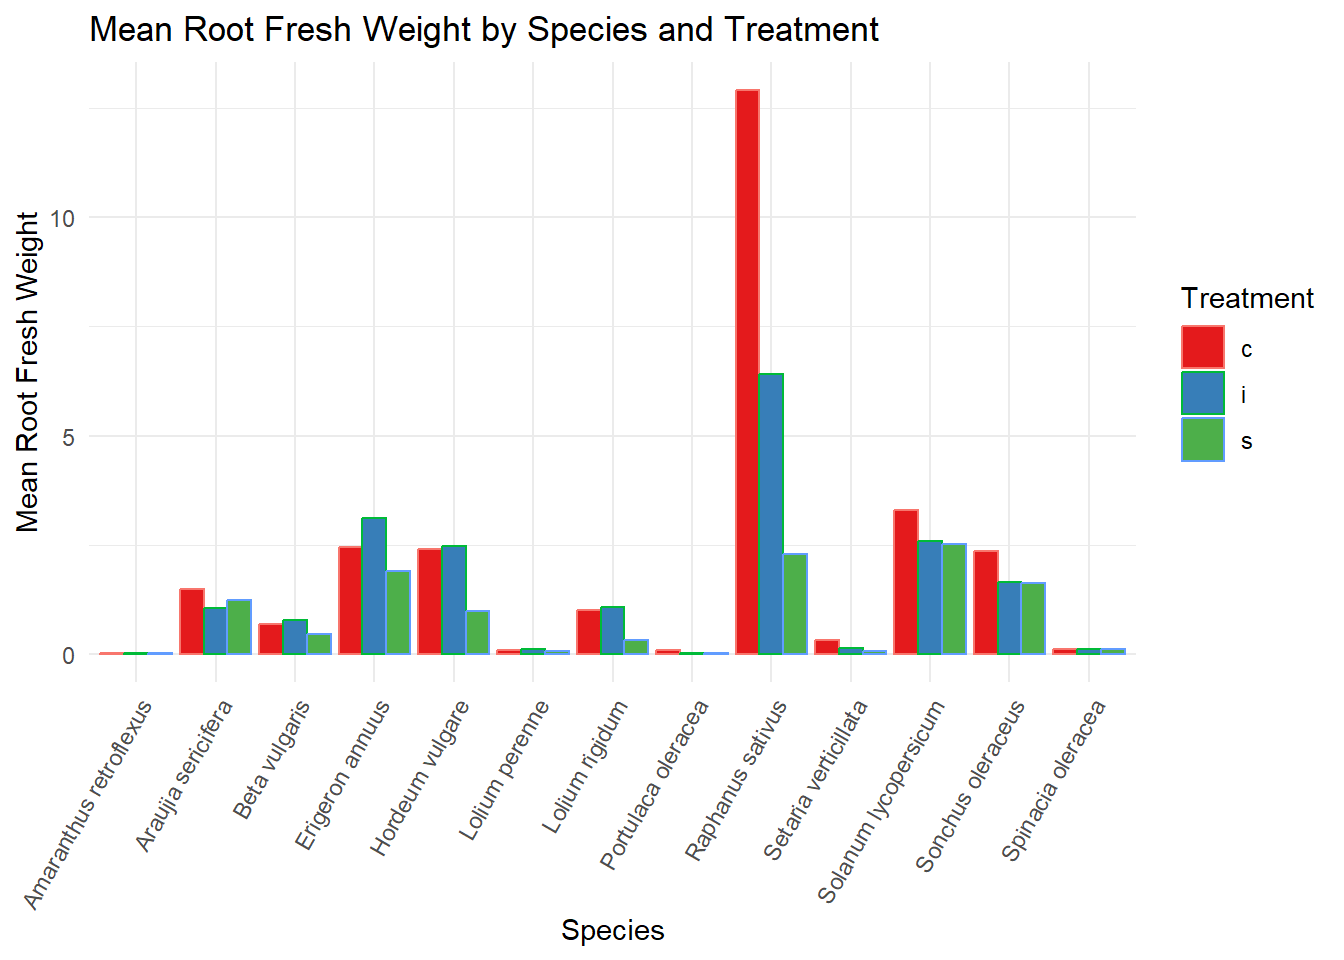 Mean Root Fresh Weight by Species and Treatment
Mean Root Fresh Weight
10
5
0
Amaranthus retroflexus
Araujia sericifera
Beta vulgaris
Erigeron annuus
Hordeum vulgare
Lolium perenne
Lolium rigidum
Portulaca oleracea
Raphanus sativus
Setaria verticillata
Solanum lycopersicum
Sonchus oleraceus
Spinacia oleracea
Species
Treatment
c
i
s